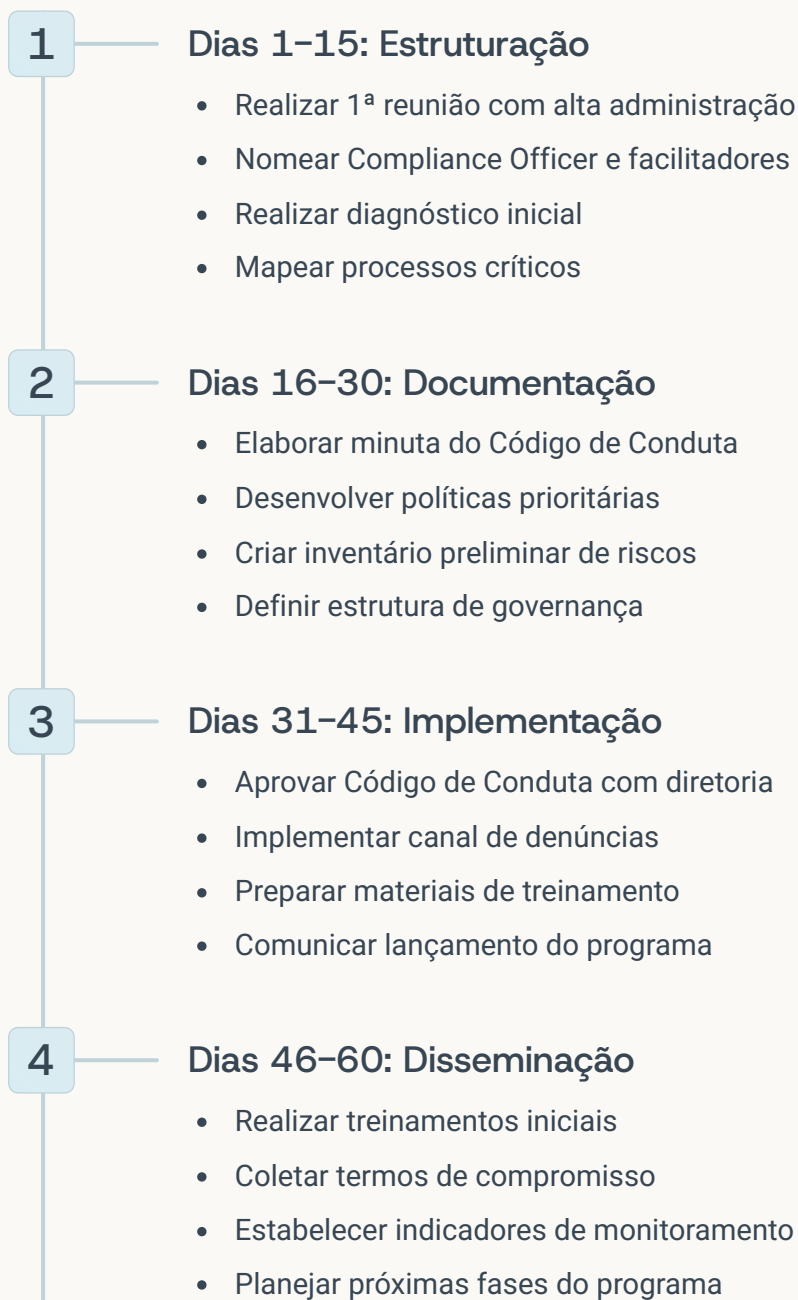 1
Dias 1–15: Estruturação
• Realizar 1ª reunião com alta administração
• Nomear Compliance Officer e facilitadores
• Realizar diagnóstico inicial
• Mapear processos críticos
2
Dias 16–30: Documentação
• Elaborar minuta do Código de Conduta
• Desenvolver políticas prioritárias
• Criar inventário preliminar de riscos
• Definir estrutura de governança
3
Dias 31–45: Implementação
• Aprovar Código de Conduta com diretoria
• Implementar canal de denúncias
• Preparar materiais de treinamento
• Comunicar lançamento do programa
4
Dias 46–60: Disseminação
• Realizar treinamentos iniciais
• Coletar termos de compromisso
• Estabelecer indicadores de monitoramento
• Planejar próximas fases do programa